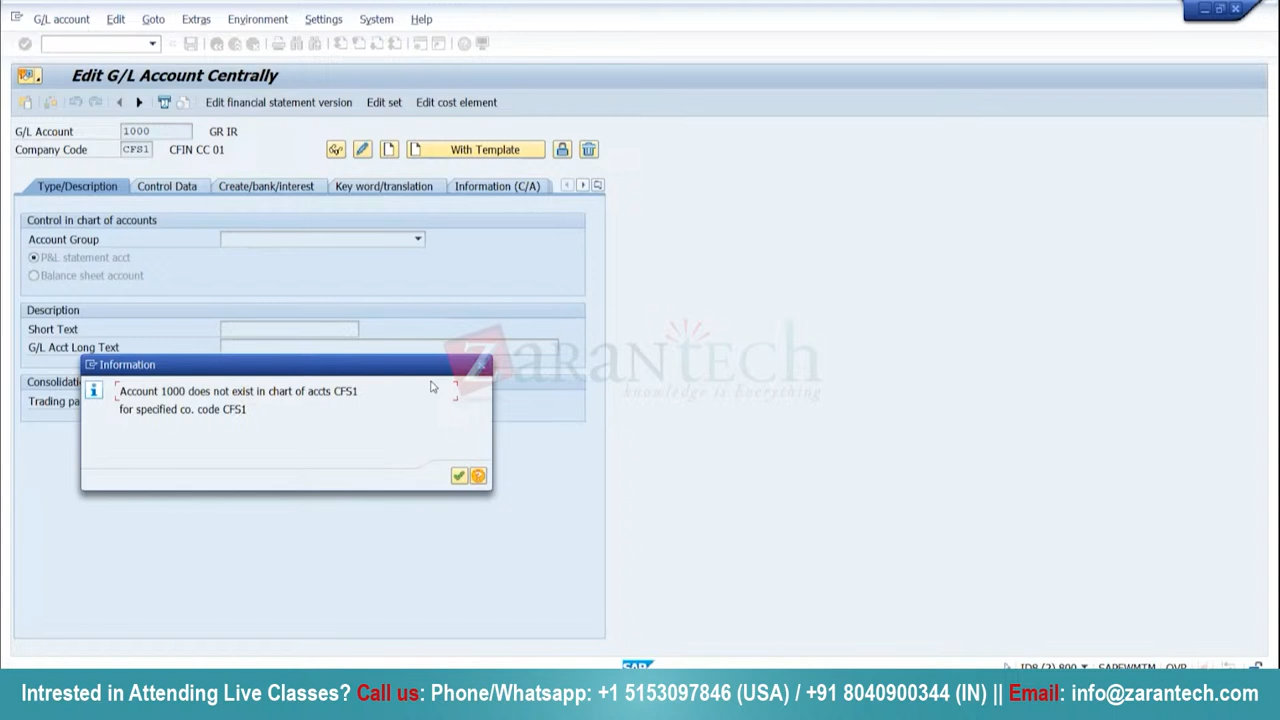 G/L account Edit Goto Extras Environment Settings System Help
Edit G/L Account Centrally
Edit financial statement version Edit set Edit cost element
G/L Account 1000 GR IR
Company Code CFS1 CFIN CC 01 With Template
Type/Description Control Data Create/bank/interest Key word/translation Information (C/A)
Control in chart of accounts
Account Group
P&L statement acct
Balance sheet account
Description
Short Text
G/L Acct Long Text
Information
Consolidati
Account 1000 does not exist in chart of accts CFS1
Trading pa
for specified co. code CFS1
ZaranTech
knowledge is Everything
SAP
Intrested in Attending Live Classes? Call us: Phone/Whatsapp: +1 5153097846 (USA) / +91 8040900344 (IN) || Email: info@zarantech.com